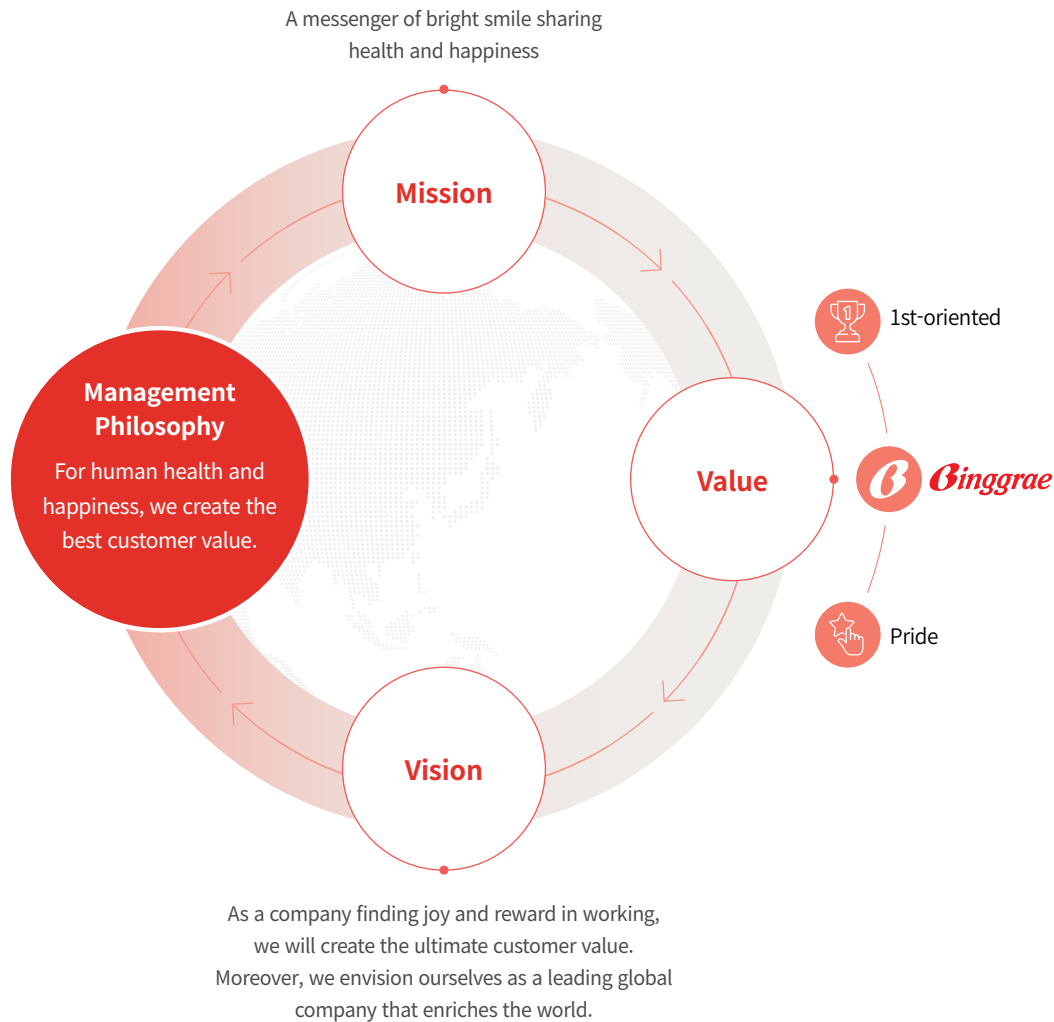 A messenger of bright smile sharing
health and happiness
Mission
1
1st-oriented
Management
Philosophy
For human health and
happiness, we create the
best customer value.
Value
B Binggrae
Pride
Vision
As a company finding joy and reward in working,
we will create the ultimate customer value.
Moreover, we envision ourselves as a leading global
company that enriches the world.